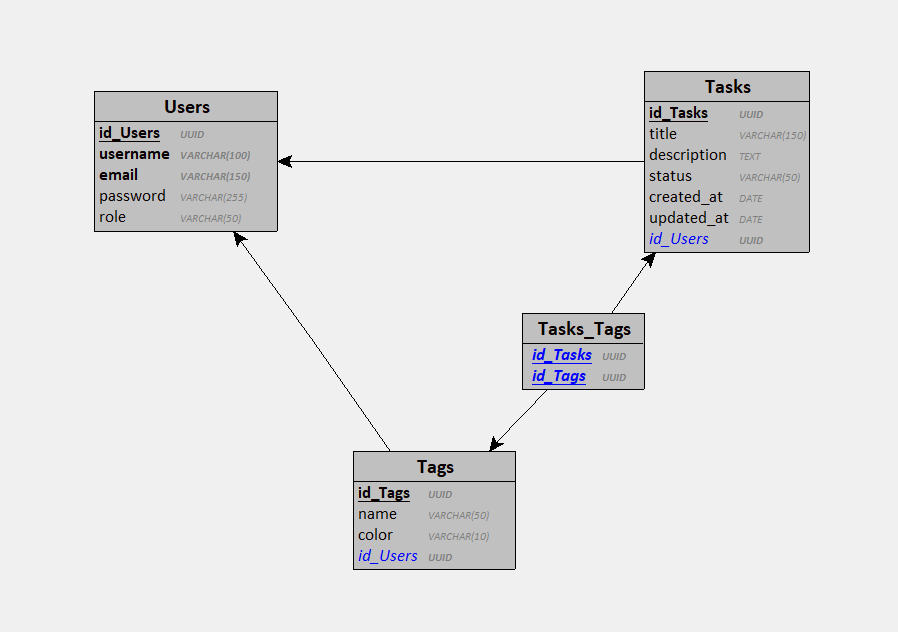 Users
id_Users UUID
username VARCHAR(100)
email VARCHAR(150)
password VARCHAR(255)
role VARCHAR(50)
Tasks
id_Tasks UUID
title VARCHAR(150)
description TEXT
status VARCHAR(50)
created_at DATE
updated_at DATE
id_Users UUID
Tasks_Tags
id_Tasks UUID
id_Tags UUID
Tags
id_Tags UUID
name VARCHAR(50)
color VARCHAR(10)
id_Users UUID